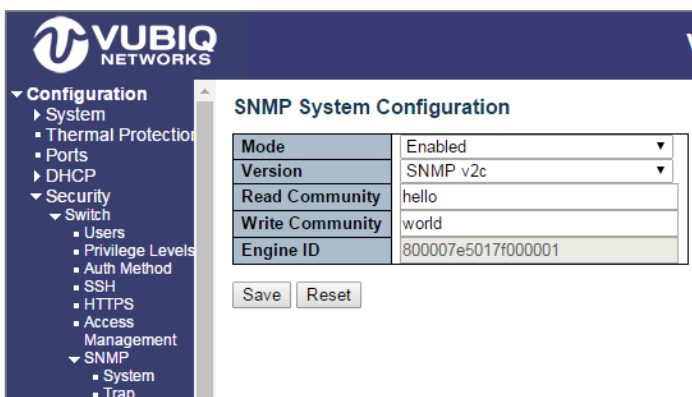 VUBIQ
NETWORKS
Configuration
System
Thermal Protection
Ports
DHCP
Security
Switch
Users
Privilege Levels
Auth Method
SSH
HTTPS
Access
Management
SNMP
System
Trap
SNMP System Configuration
Mode Enabled
Version SNMP v2c
Read Community hello
Write Community world
Engine ID 800007e5017f000001
Save Reset